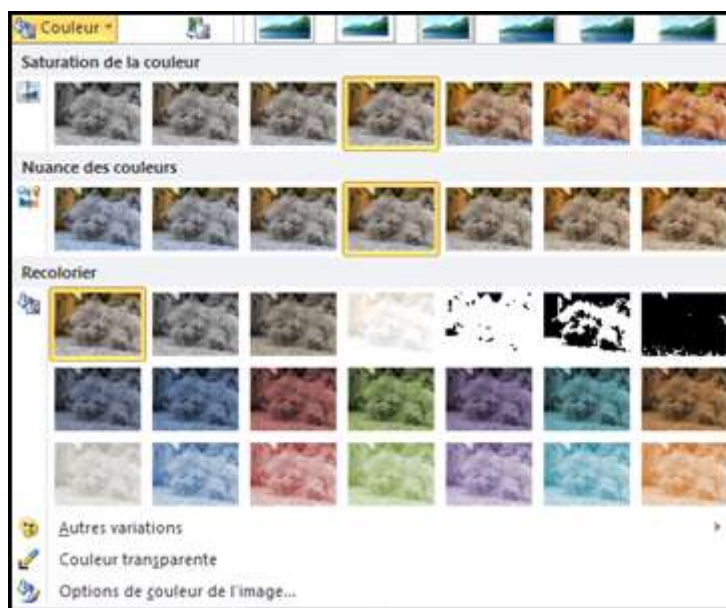 Couleur
Saturation de la couleur
Nuance des couleurs
Recolorier
Autres variations
Couleur transparente
Options de couleur de l'image...